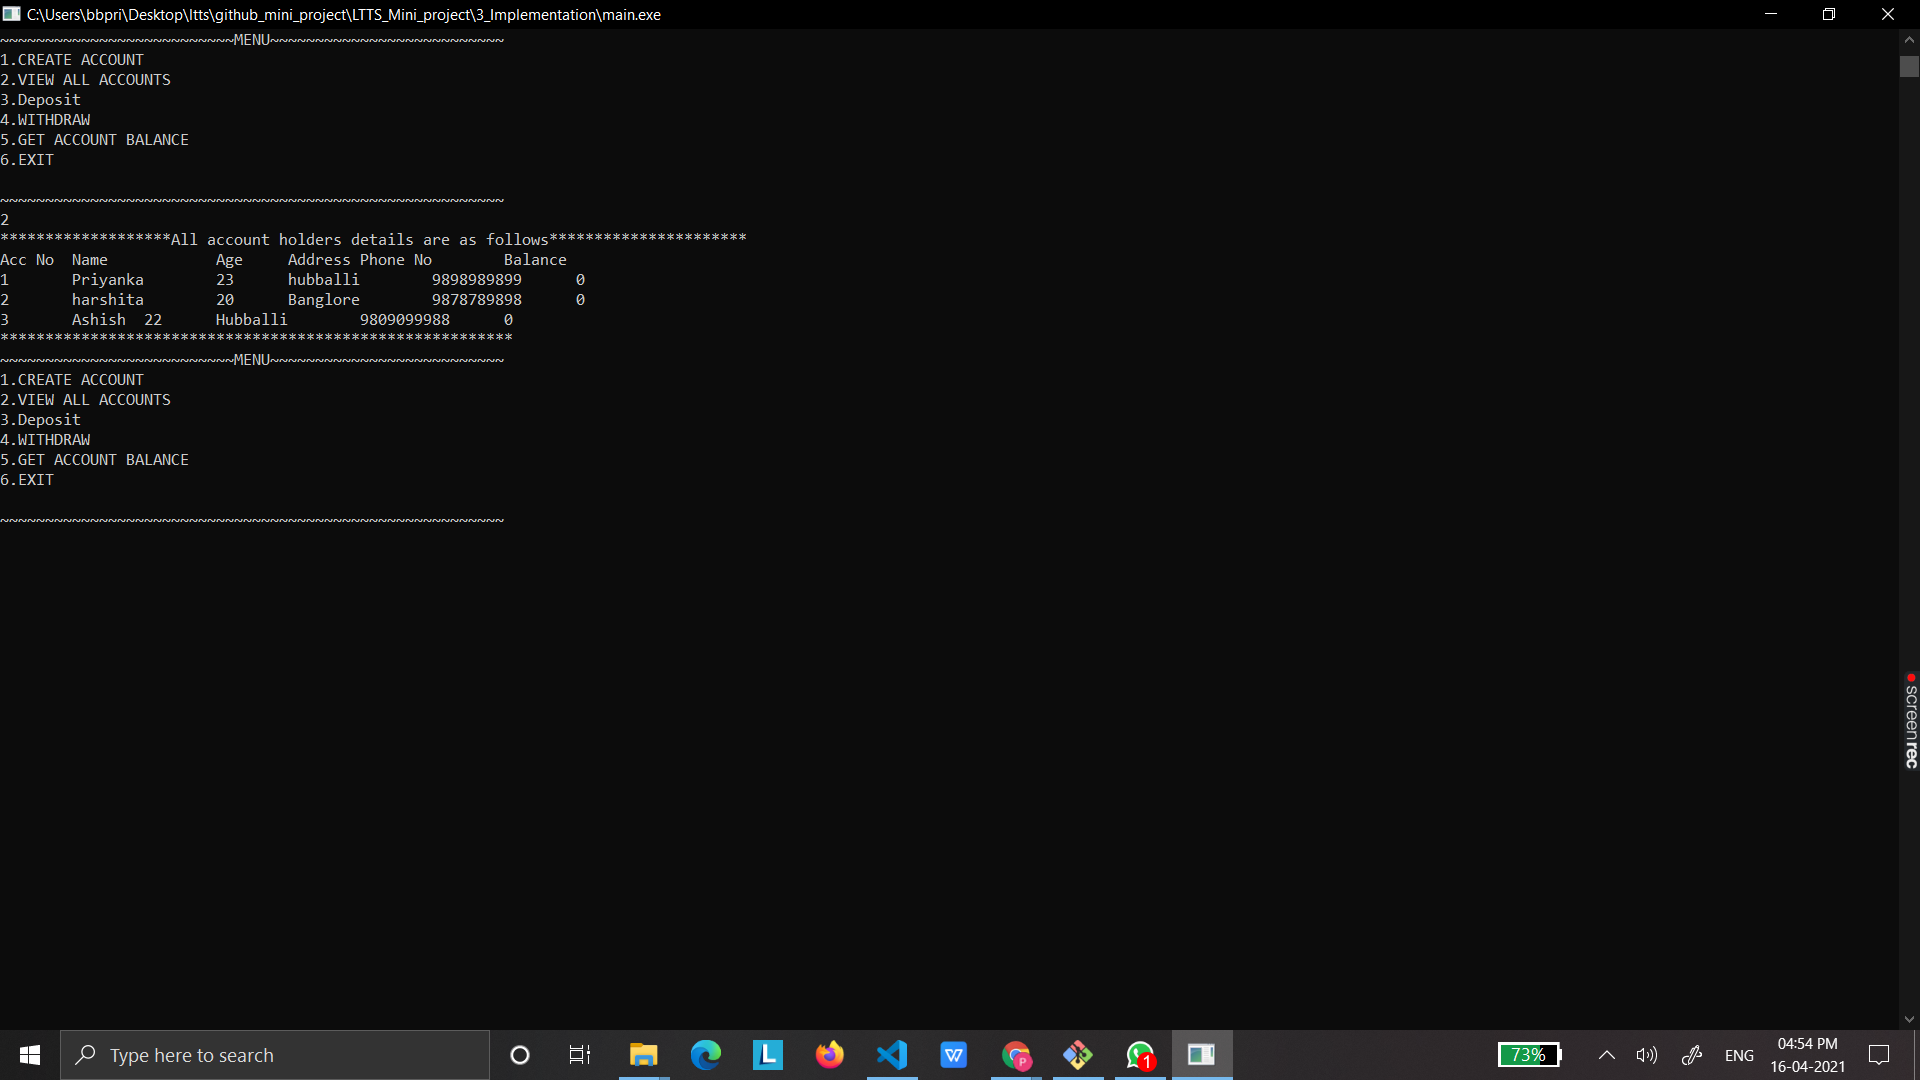 C:\Users\bbpri\Desktop\ltts\github_mini_project\LTTS_Mini_project\3_Implementation\main.exe
~~~~~~~~~~~~~~~~~~~~~~~~~~MENU~~~~~~~~~~~~~~~~~~~~~~~~~~
1.CREATE ACCOUNT
2.VIEW ALL ACCOUNTS
3.Deposit
4.WITHDRAW
5.GET ACCOUNT BALANCE
6.EXIT
~~~~~~~~~~~~~~~~~~~~~~~~~~~~~~~~~~~~~~~~~~~~~~~~~~~~~~~~
2
*******************All account holders details are as follows**********************
Acc No  Name            Age     Address Phone No        Balance
1       Priyanka        23      hubballi        9898989899      0
2       harshita        20      Banglore        9878789898      0
3       Ashish  22      Hubballi        9809099988      0
*********************************************************
~~~~~~~~~~~~~~~~~~~~~~~~~~MENU~~~~~~~~~~~~~~~~~~~~~~~~~~
1.CREATE ACCOUNT
2.VIEW ALL ACCOUNTS
3.Deposit
4.WITHDRAW
5.GET ACCOUNT BALANCE
6.EXIT
~~~~~~~~~~~~~~~~~~~~~~~~~~~~~~~~~~~~~~~~~~~~~~~~~~~~~~~~
screenrec
Type here to search
L
W
P
1
73%
ENG
04:54 PM
16-04-2021